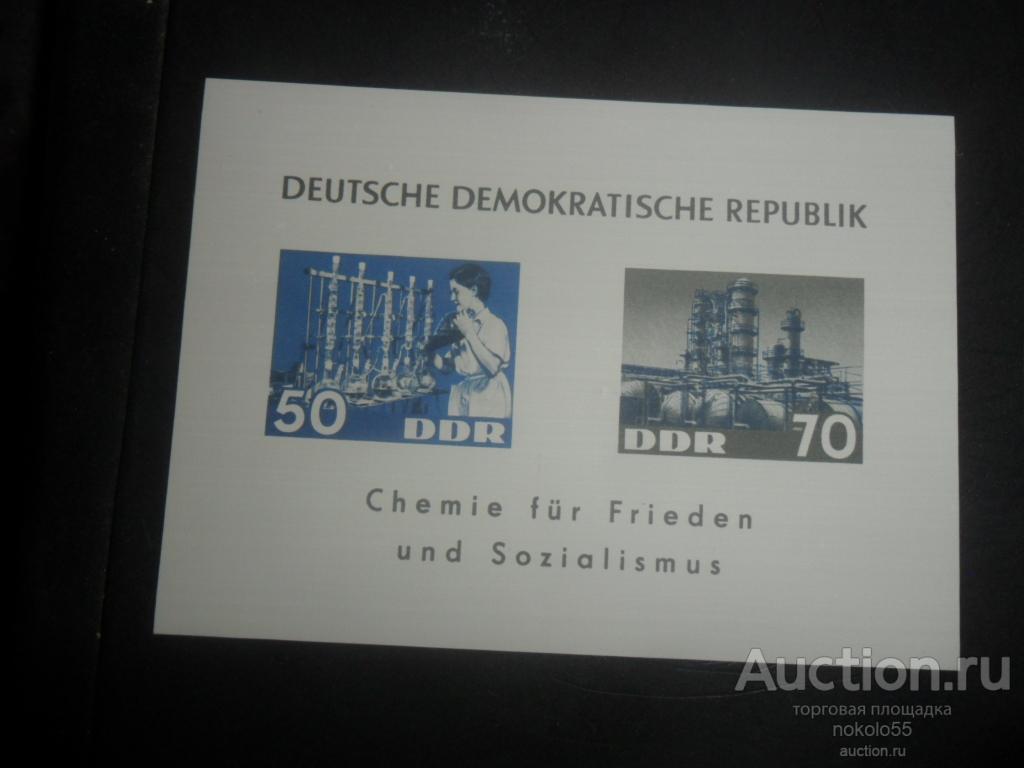 DEUTSCHE DEMOKRATISCHE REPUBLIK
50 DDR
DDR 70
Chemie für Frieden
und Sozialismus
Auction.ru
торговая площадка
nokolo55
auction.ru